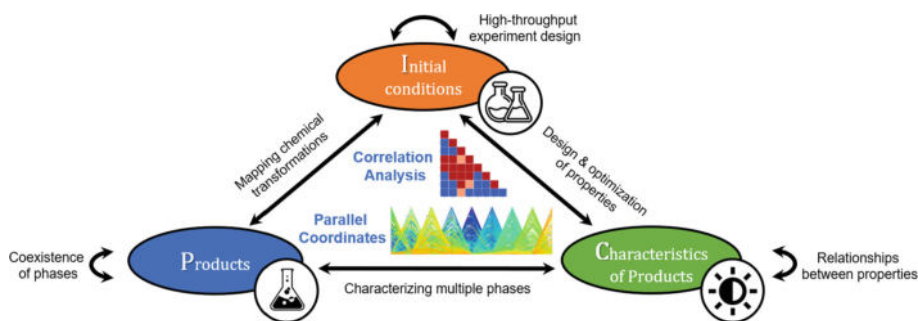 High-throughput
experiment design
Initial
conditions
Mapping chemical
transformations
Correlation
Analysis
Design & optimization
of properties
Parallel
Coordinates
Coexistence
of phases
Products
Characterizing multiple phases
Characteristics
of Products
Relationships
between properties